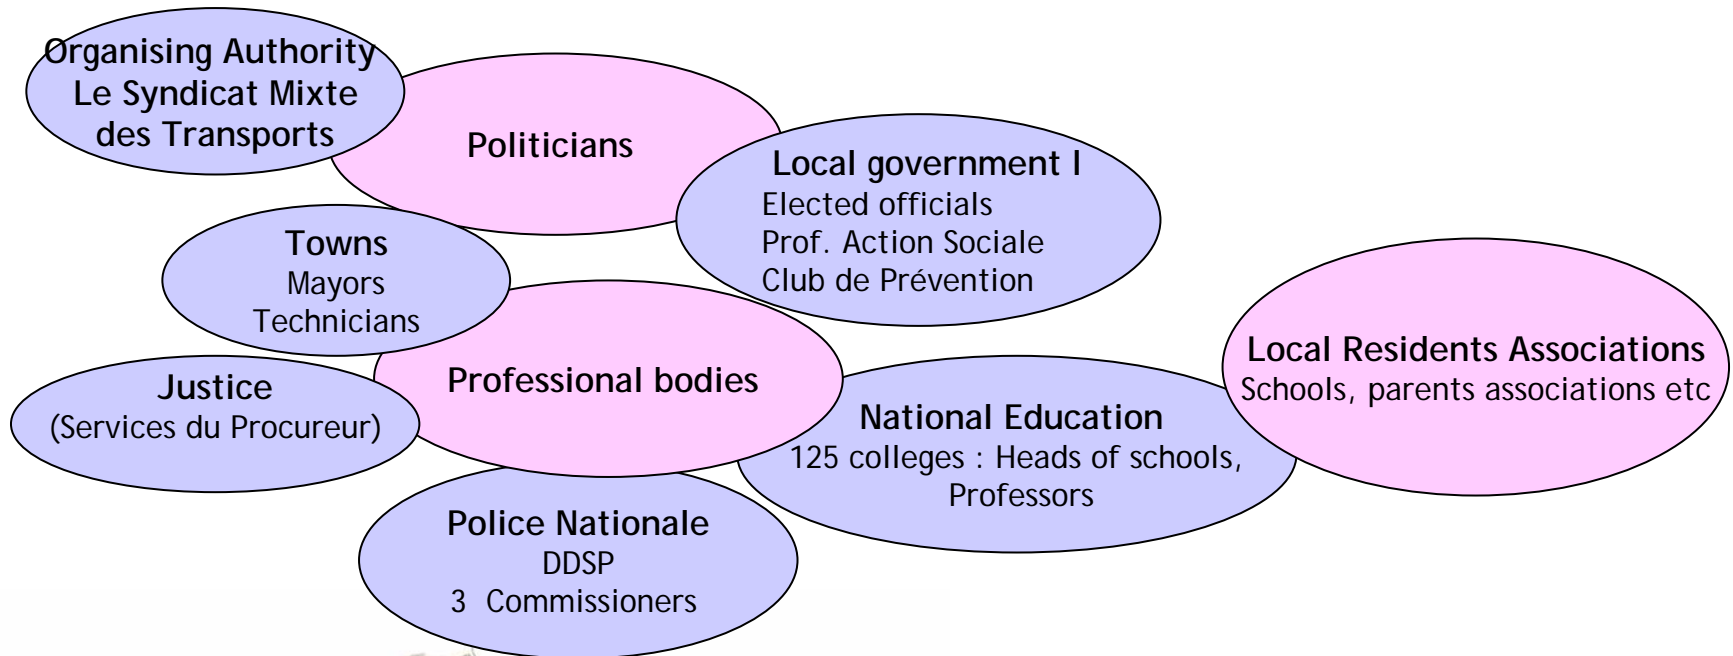 Organising Authority
Le Syndicat Mixte
des Transports
Politicians
Local government I
Elected officials
Prof. Action Sociale
Club de Prévention
Towns
Mayors
Technicians
Local Residents Associations
Schools, parents associations etc
Professional bodies
Justice
(Services du Procureur)
National Education
125 colleges : Heads of schools,
Professors
Police Nationale
DDSP
3 Commissioners